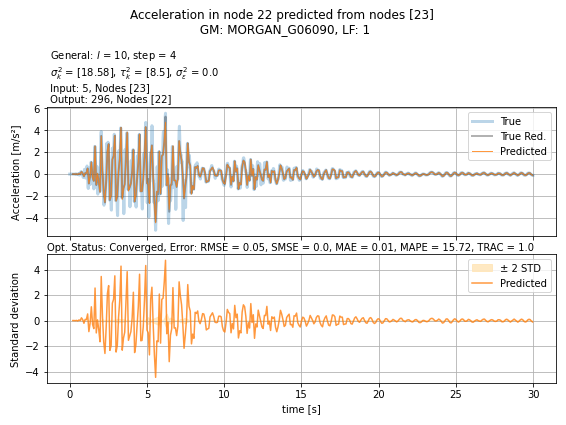 Acceleration in node 22 predicted from nodes [23]
GM: MORGAN_G06090, LF: 1
General: l = 10, step = 4
σ²ₖ = [18.58], τ²ₖ = [8.5], σ²ε = 0.0
Input: 5, Nodes [23]
Output: 296, Nodes [22]
6
4
2
0
−2
−4
Acceleration [m/s²]
True
True Red.
Predicted
Opt. Status: Converged, Error: RMSE = 0.05, SMSE = 0.0, MAE = 0.01, MAPE = 15.72, TRAC = 1.0
4
2
0
−2
−4
Standard deviation
± 2 STD
Predicted
0 5 10 15 20 25 30
time [s]